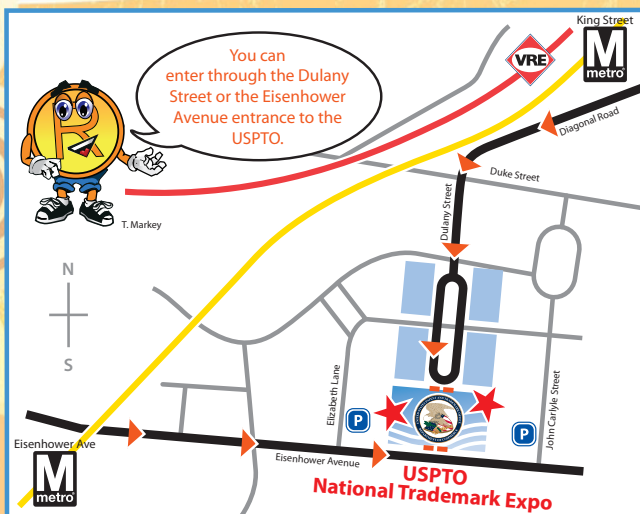 King Street
M
metro
VRE
You can
enter through the Dulany
Street or the Eisenhower
Avenue entrance to the
USPTO.
R
T. Markey
Diagonal Road
Duke Street
Dulany Street
N
S
Elizabeth Lane
John Carlyle Street
P
P
Eisenhower Ave
M
metro
Eisenhower Avenue
USPTO
National Trademark Expo